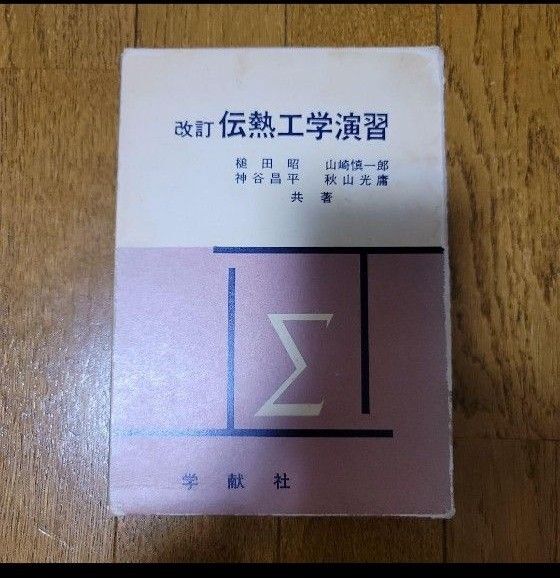 改訂 伝熱工学演習
槌田昭 山崎慎一郎
神谷昌平 秋山光庸
共著
Σ
学献社